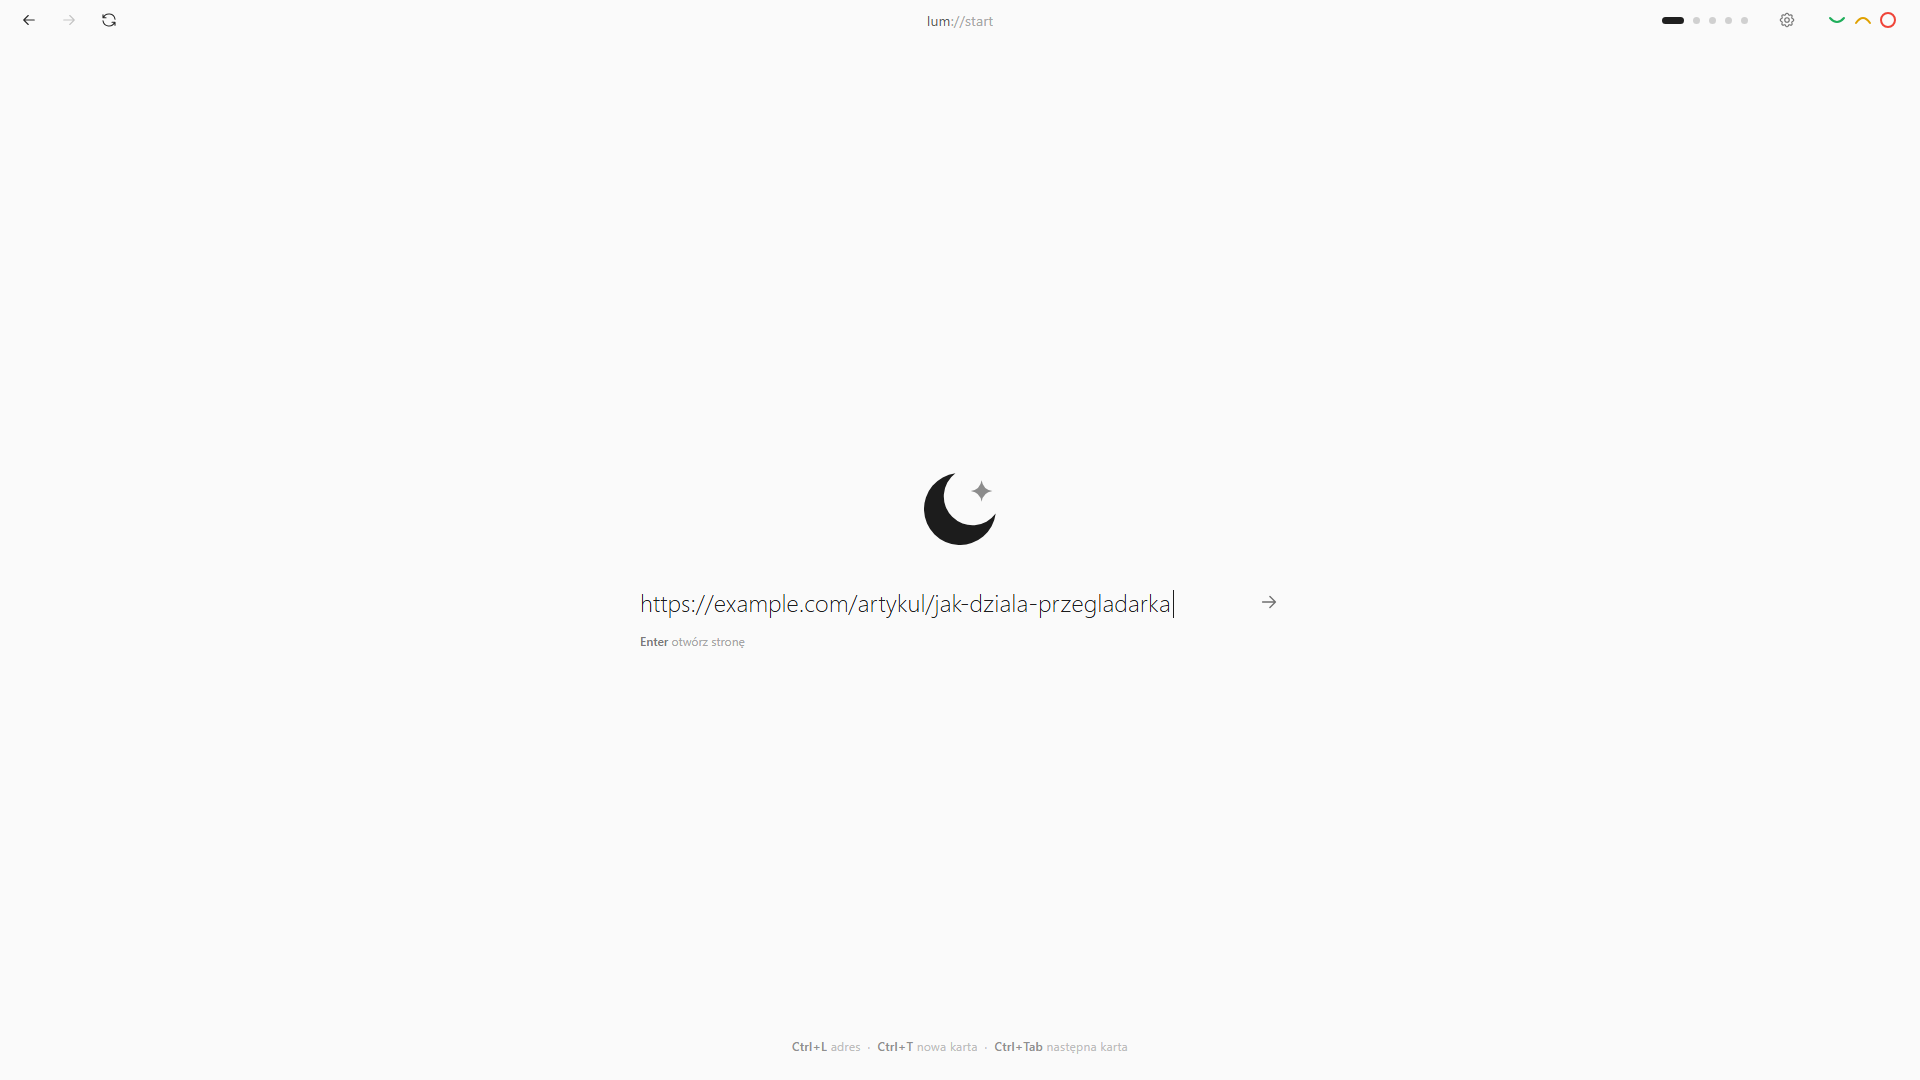 lum://start
https://example.com/artykul/jak-dziala-przegladarka
Enter otwórz stronę
Ctrl+L adres · Ctrl+T nowa karta · Ctrl+Tab następna karta